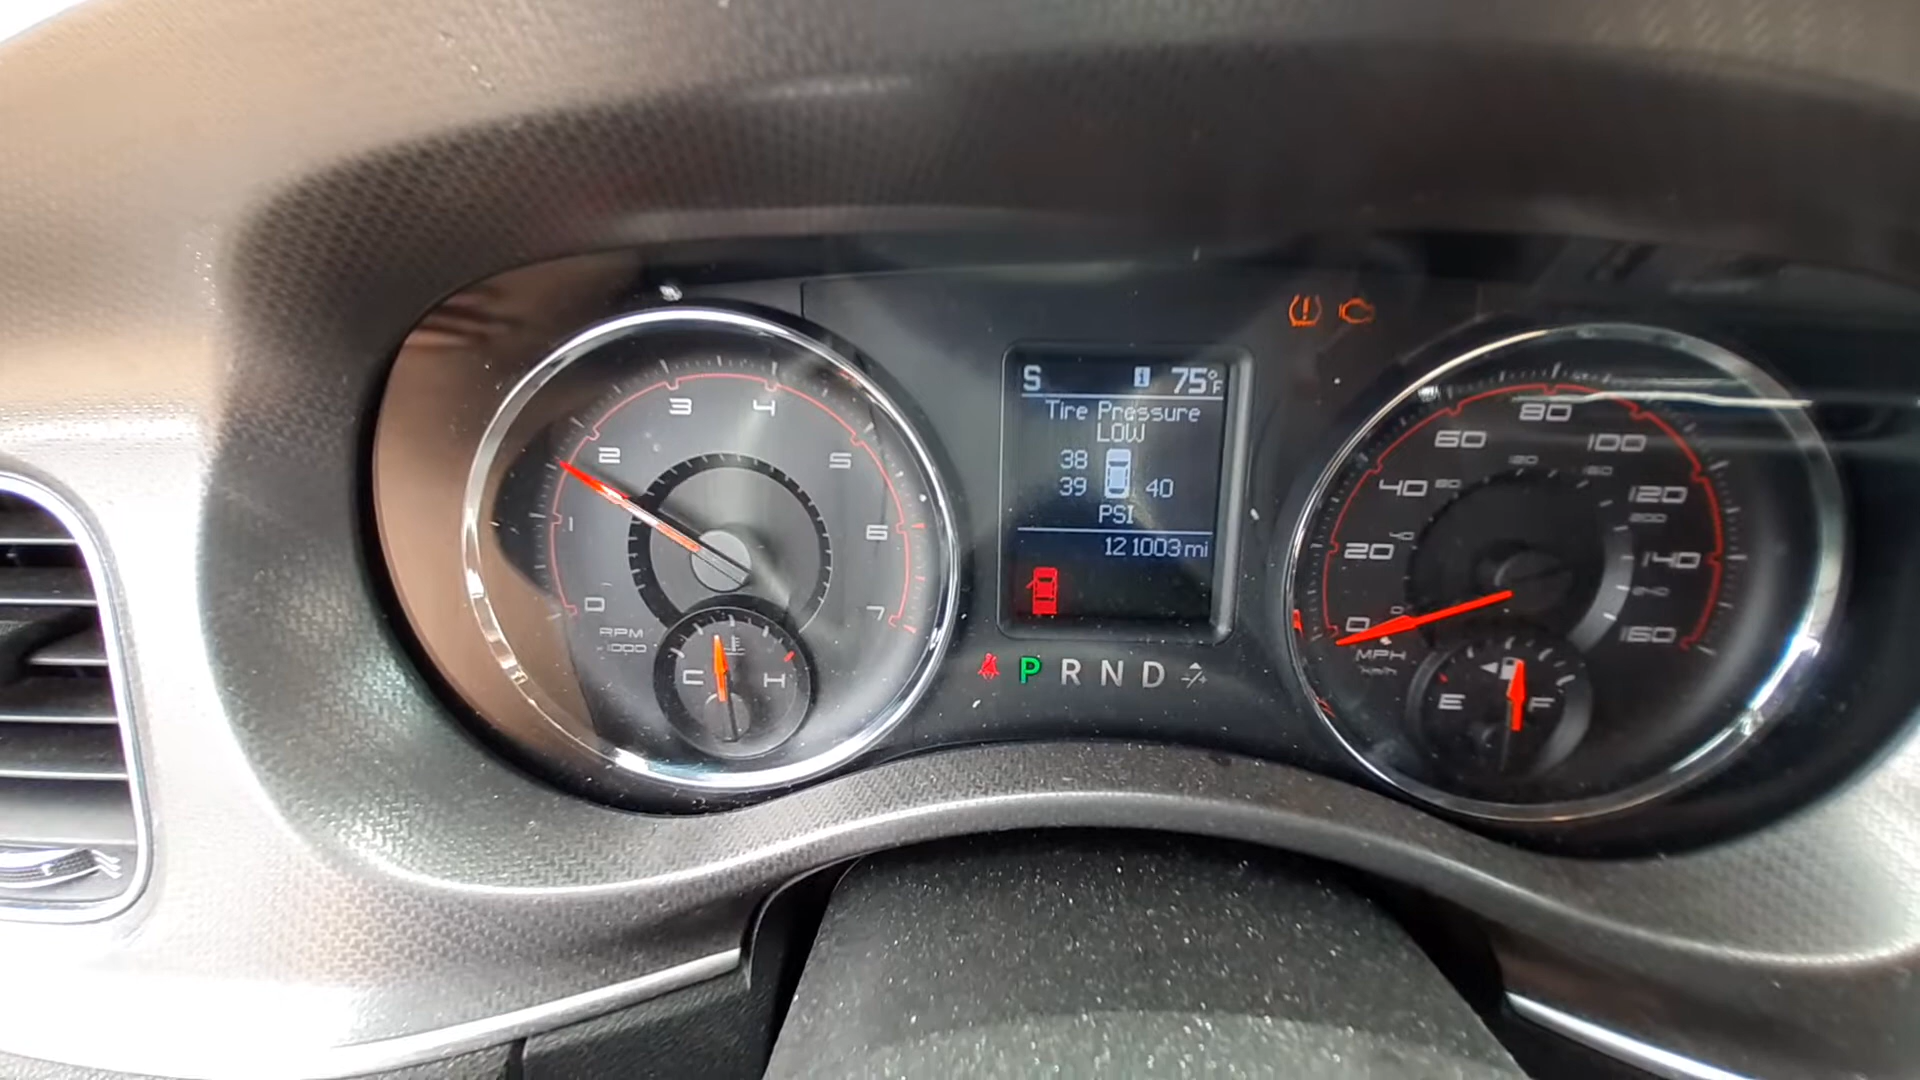 0
1
2
3
4
5
6
7
RPM
x1000
C H
S 75°F
Tire Pressure
LOW
38
39 40
PSI
121003 mi
P R N D -/+
0
20
40
60
80
100
120
140
160
MPH
km/h
E F